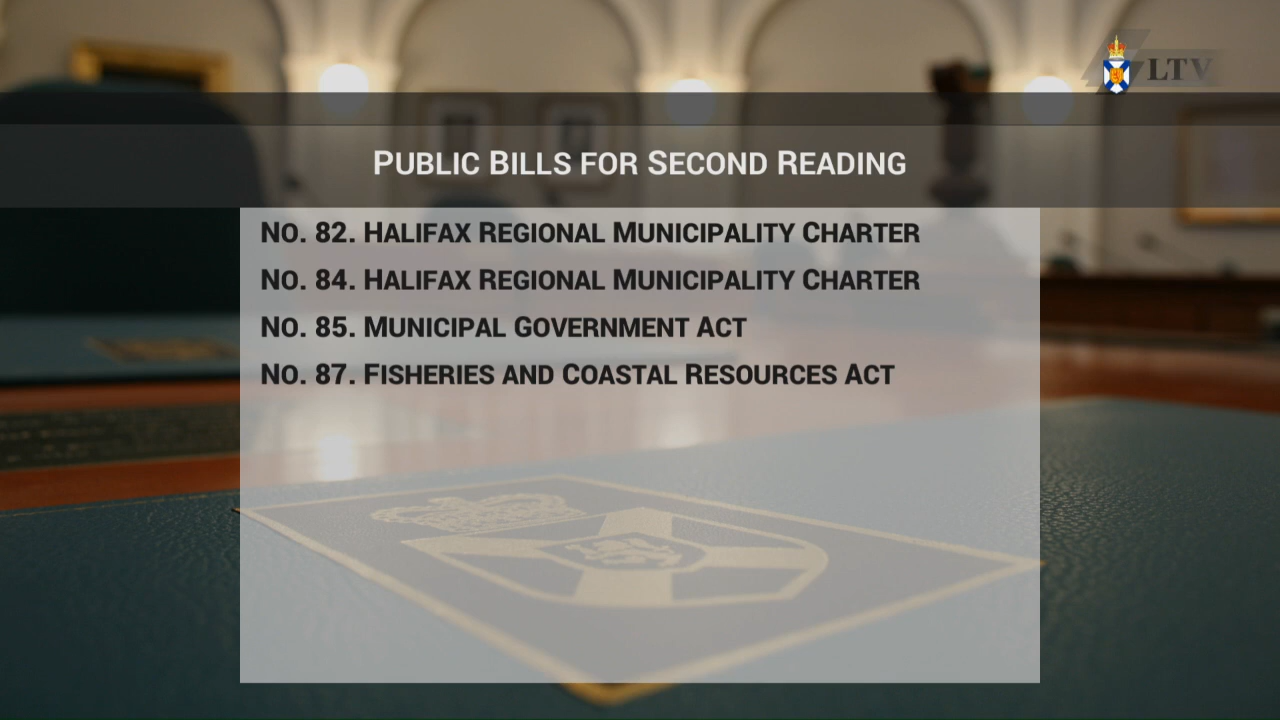 LTV
PUBLIC BILLS FOR SECOND READING
NO. 82. HALIFAX REGIONAL MUNICIPALITY CHARTER
NO. 84. HALIFAX REGIONAL MUNICIPALITY CHARTER
NO. 85. MUNICIPAL GOVERNMENT ACT
NO. 87. FISHERIES AND COASTAL RESOURCES ACT